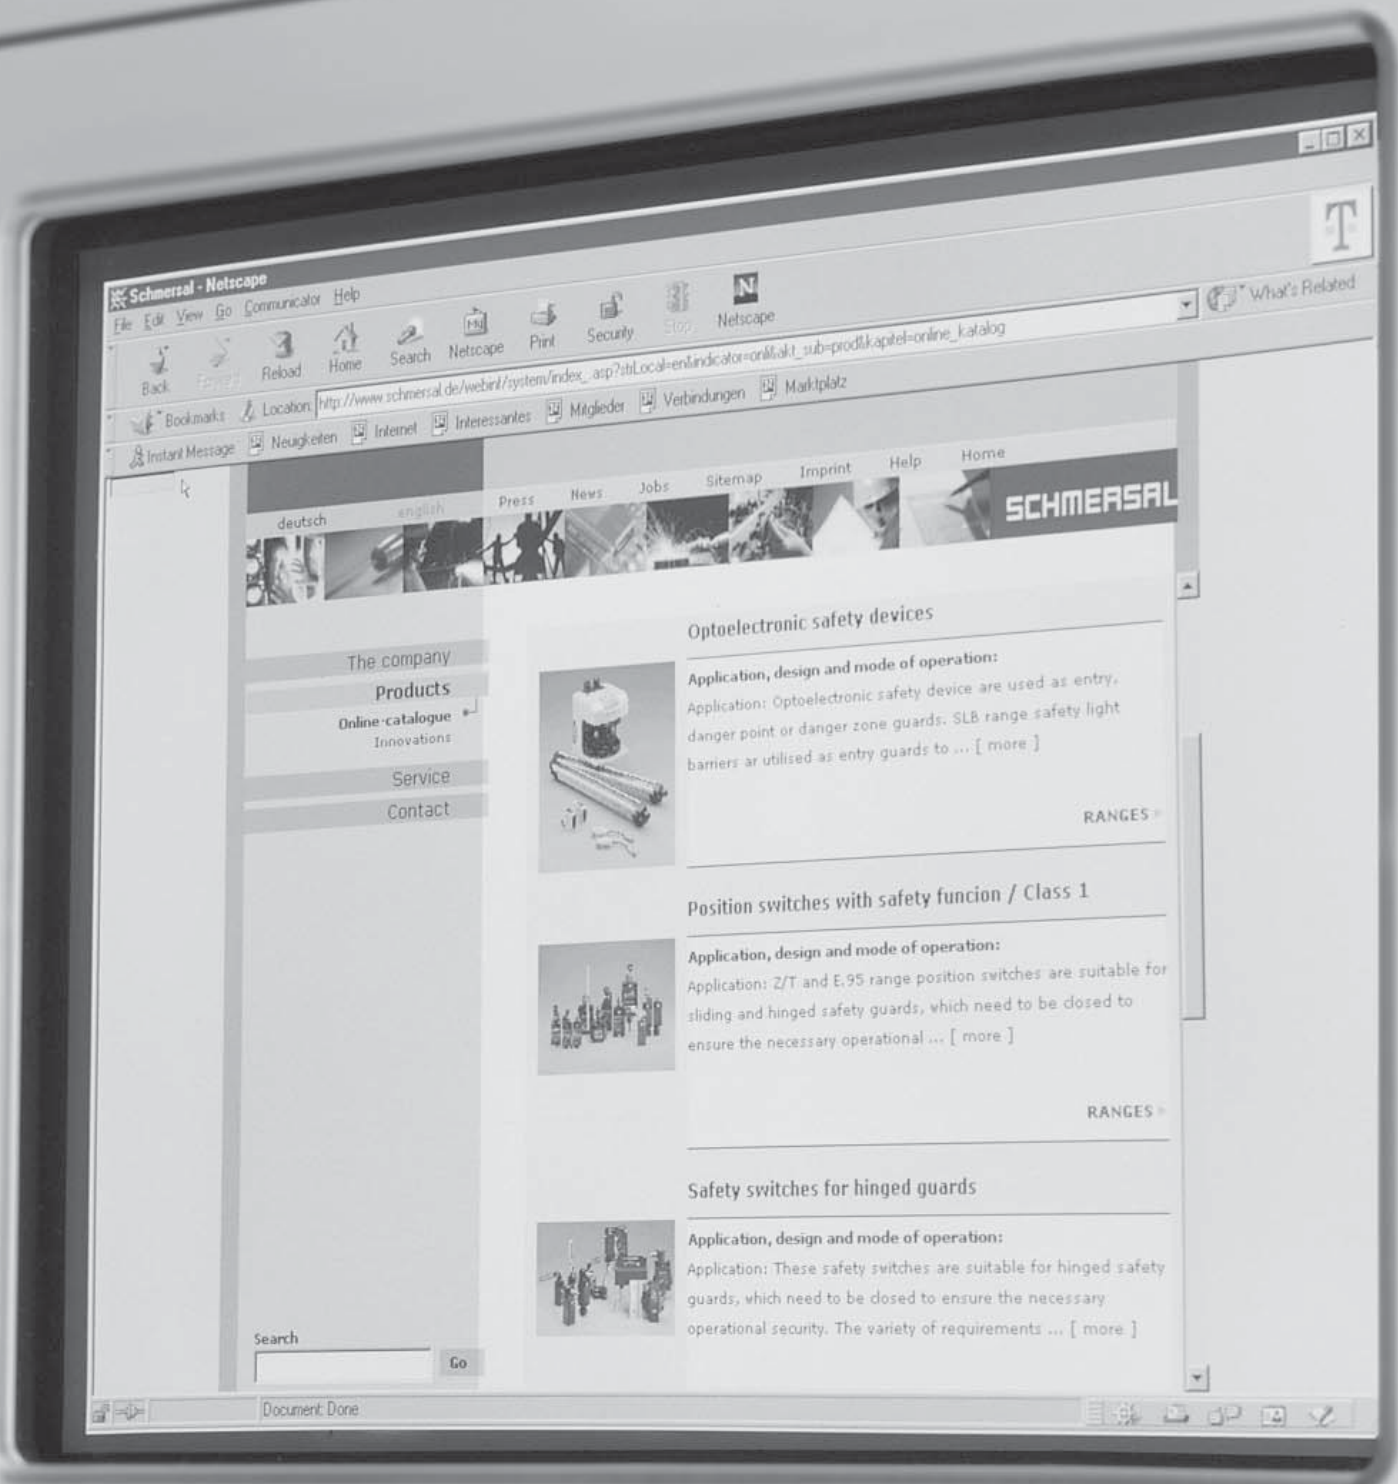 Schmersal - Netscape
File Edit View Go Communicator Help
Back Forward Reload Home Search Netscape Print Security Stop Netscape
T
Bookmarks Location: http://www.schmersal.de/webint/system/index_.asp?strLocal=en&indicator=onli&akt_sub=prod&kapitel=online_katalog What's Related
Instant Message Neuigkeiten Internet Interessantes Mitglieder Verbindungen Marktplatz
deutsch english Press News Jobs Sitemap Imprint Help Home
SCHMERSAL
The company
Products
Online-catalogue
Innovations
Service
Contact
Optoelectronic safety devices
Application, design and mode of operation:
Application: Optoelectronic safety device are used as entry,
danger point or danger zone guards. SLB range safety light
barriers ar utilised as entry guards to ... [ more ]
RANGES
Position switches with safety funcion / Class 1
Application, design and mode of operation:
Application: Z/T and E.95 range position switches are suitable for
sliding and hinged safety guards, which need to be closed to
ensure the necessary operational ... [ more ]
RANGES
Safety switches for hinged guards
Application, design and mode of operation:
Application: These safety switches are suitable for hinged safety
guards, which need to be closed to ensure the necessary
operational security. The variety of requirements ... [ more ]
Search
Go
Document: Done